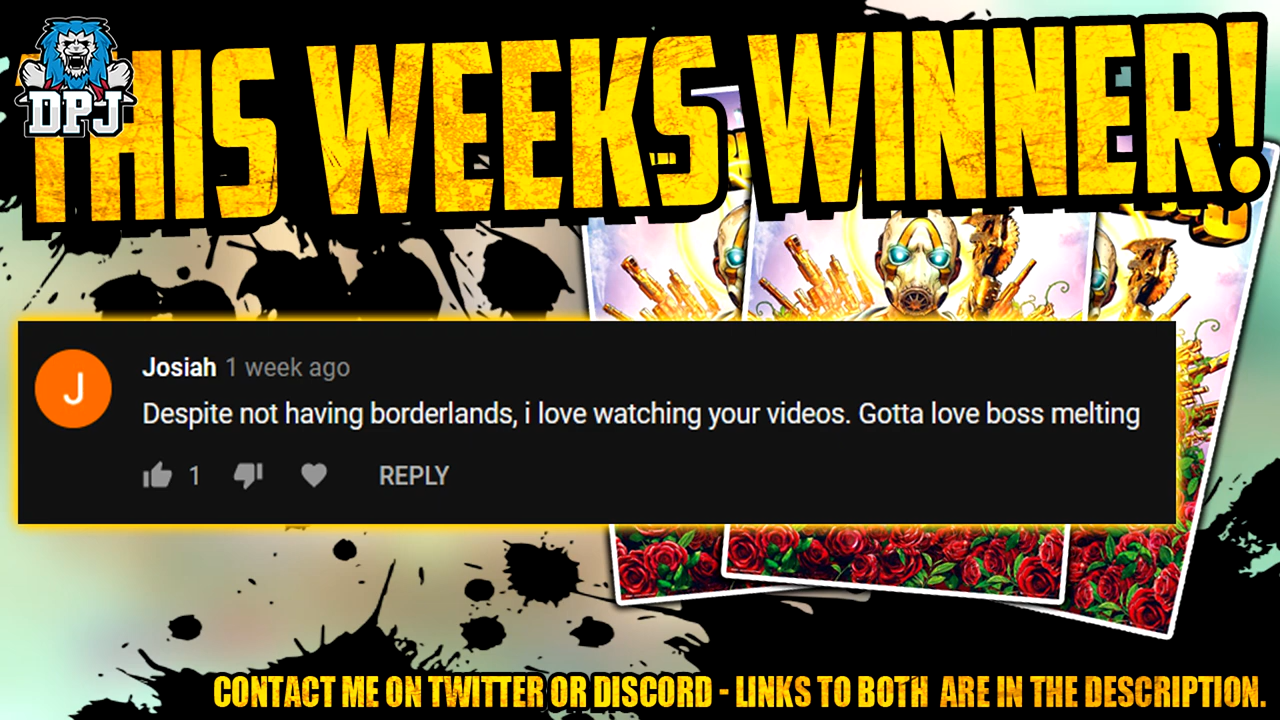 THIS WEEKS WINNER!
DPJ
J
Josiah 1 week ago
Despite not having borderlands, i love watching your videos. Gotta love boss melting
1 REPLY
CONTACT ME ON TWITTER OR DISCORD - LINKS TO BOTH ARE IN THE DESCRIPTION.